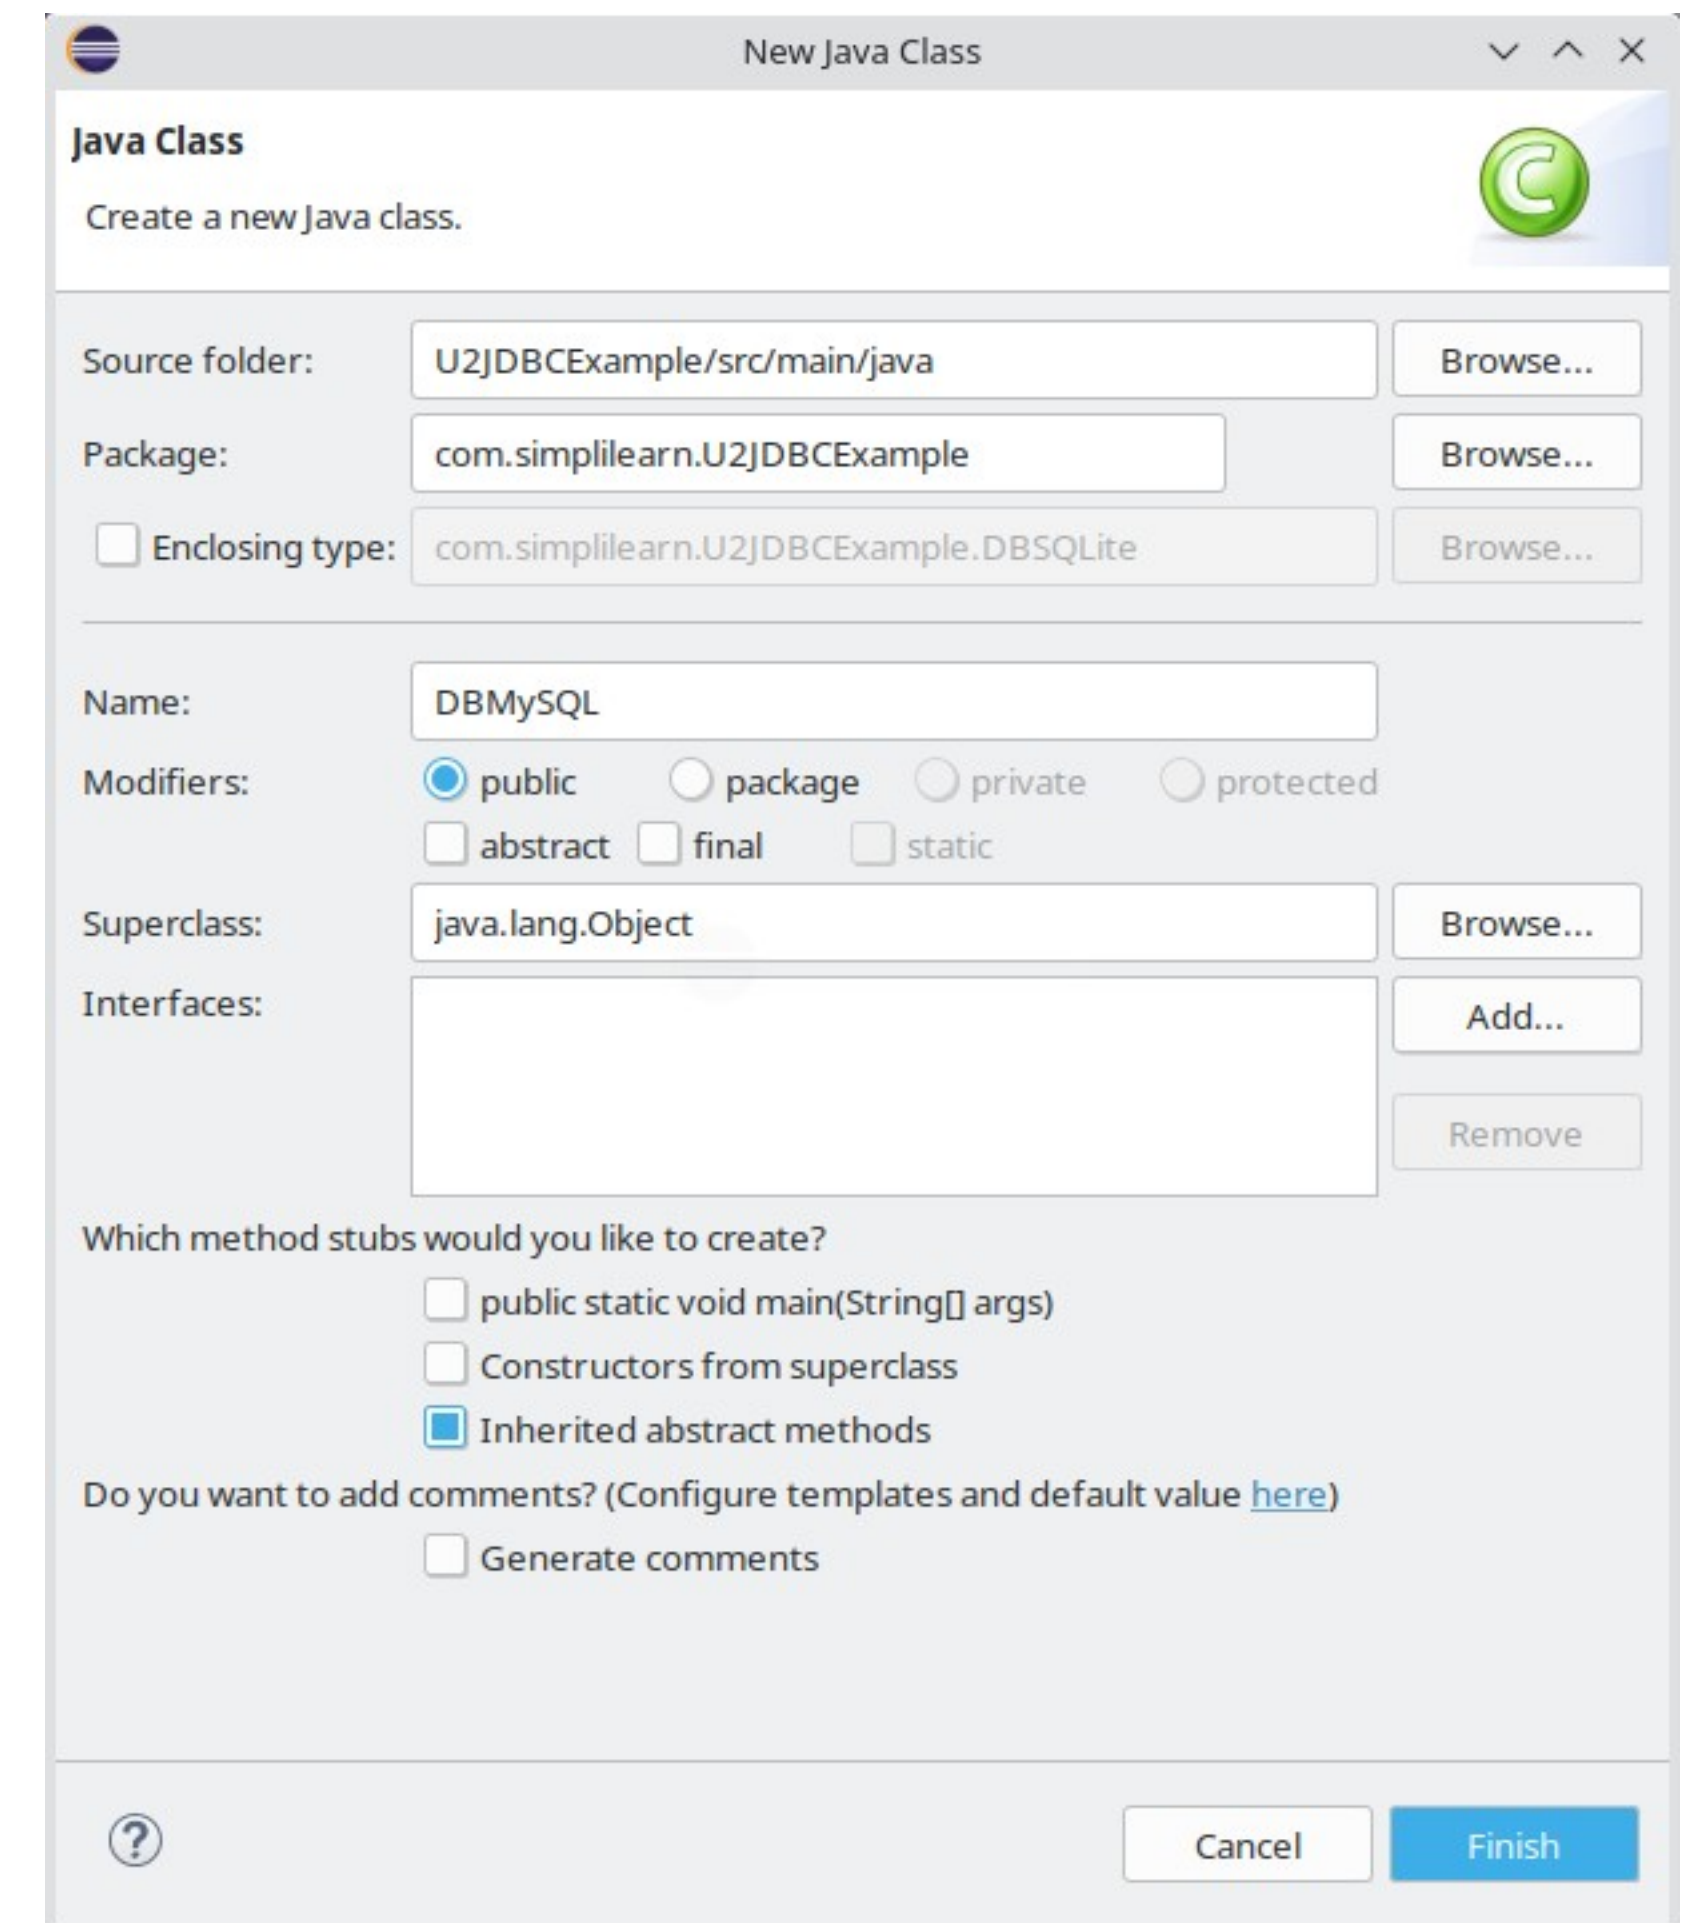 New Java Class
Java Class
Create a new Java class.
Source folder: U2JDBCExample/src/main/java Browse...
Package: com.simplilearn.U2JDBCExample Browse...
Enclosing type: com.simplilearn.U2JDBCExample.DBSQLite Browse...
Name: DBMySQL
Modifiers: public package private protected
abstract final static
Superclass: java.lang.Object Browse...
Interfaces: Add...
Remove
Which method stubs would you like to create?
public static void main(String[] args)
Constructors from superclass
Inherited abstract methods
Do you want to add comments? (Configure templates and default value here)
Generate comments
? Cancel Finish